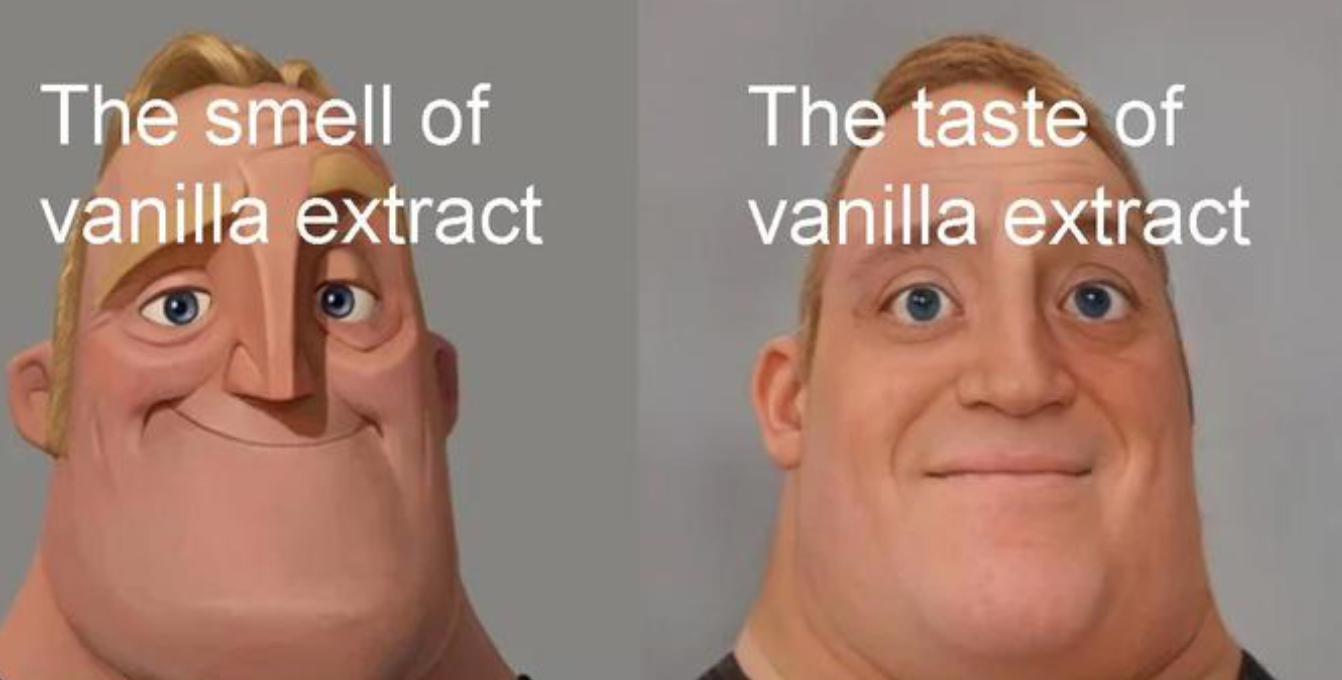 The smell of
vanilla extract
The taste of
vanilla extract